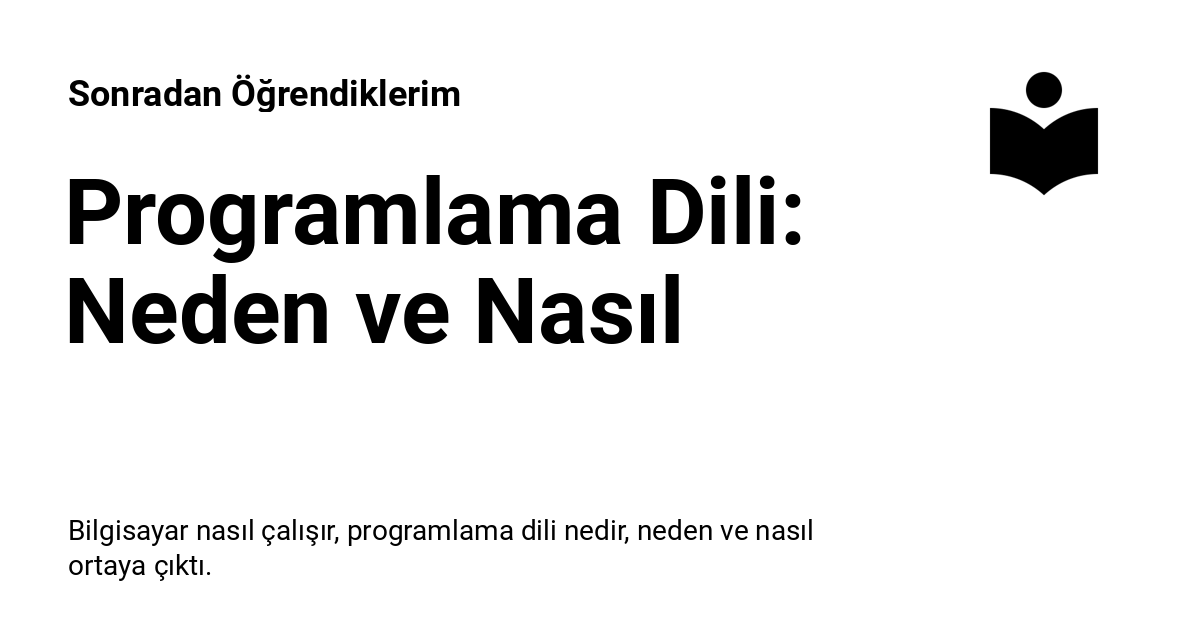 Sonradan Öğrendiklerim
Programlama Dili:
Neden ve Nasıl
Bilgisayar nasıl çalışır, programlama dili nedir, neden ve nasıl
ortaya çıktı.